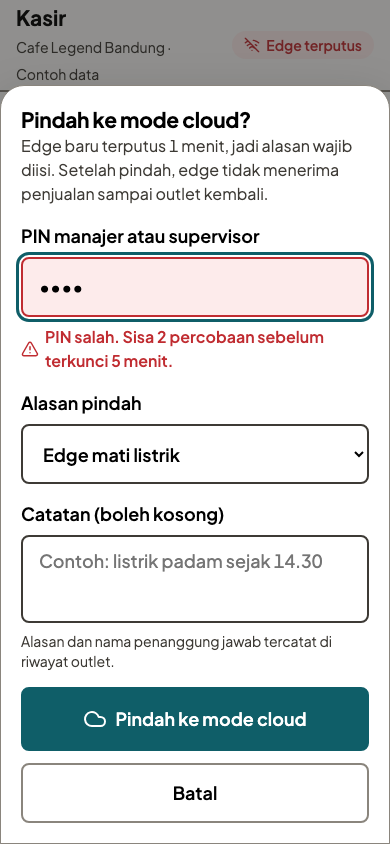 Kasir
Cafe Legend Bandung ·
Contoh data
Edge terputus
Pindah ke mode cloud?
Edge baru terputus 1 menit, jadi alasan wajib
diisi. Setelah pindah, edge tidak menerima
penjualan sampai outlet kembali.
PIN manajer atau supervisor
••••
PIN salah. Sisa 2 percobaan sebelum
terkunci 5 menit.
Alasan pindah
Edge mati listrik
Catatan (boleh kosong)
Contoh: listrik padam sejak 14.30
Alasan dan nama penanggung jawab tercatat di
riwayat outlet.
Pindah ke mode cloud
Batal